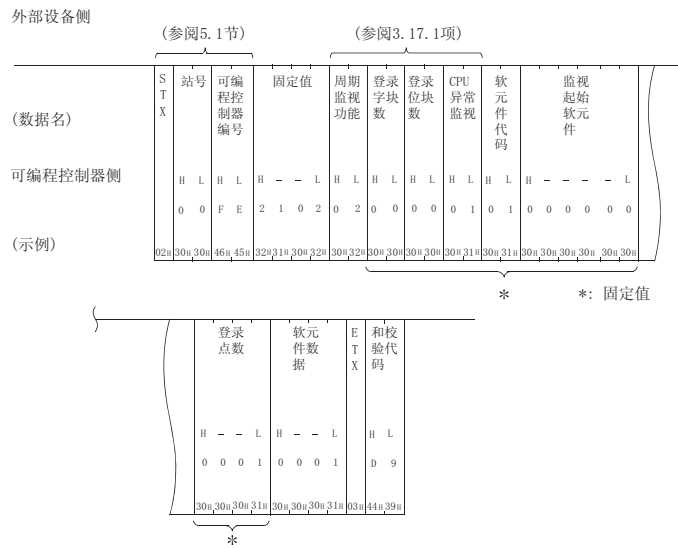 外部设备侧
(参阅5.1节)
(参阅3.17.1项)
(数据名)
STX
站号
可编程控制器编号
固定值
周期监视功能
登录字块数
登录位块数
CPU异常监视
软元件代码
监视起始软元件
可编程控制器侧
H L H L H - - L H L H L H L H L H L H - - - - L
0 0 F E 2 1 0 2 0 2 0 0 0 0 0 1 0 1 0 0 0 0 0 0
(示例)
02H 30H 30H 46H 45H 32H 31H 30H 32H 30H 32H 30H 30H 30H 30H 30H 31H 30H 31H 30H 30H 30H 30H 30H 30H
*
*: 固定值
登录点数
软元件数据
ETX
和校验代码
H - - L H - - L H L
0 0 0 1 0 0 0 1 D 9
30H 30H 30H 31H 30H 30H 30H 31H 03H 44H 39H
*